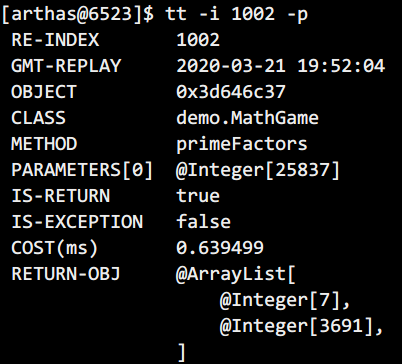 [arthas@6523]$ tt -i 1002 -p
RE-INDEX 1002
GMT-REPLAY 2020-03-21 19:52:04
OBJECT 0x3d646c37
CLASS demo.MathGame
METHOD primeFactors
PARAMETERS[0] @Integer[25837]
IS-RETURN true
IS-EXCEPTION false
COST(ms) 0.639499
RETURN-OBJ @ArrayList[
@Integer[7],
@Integer[3691],
]